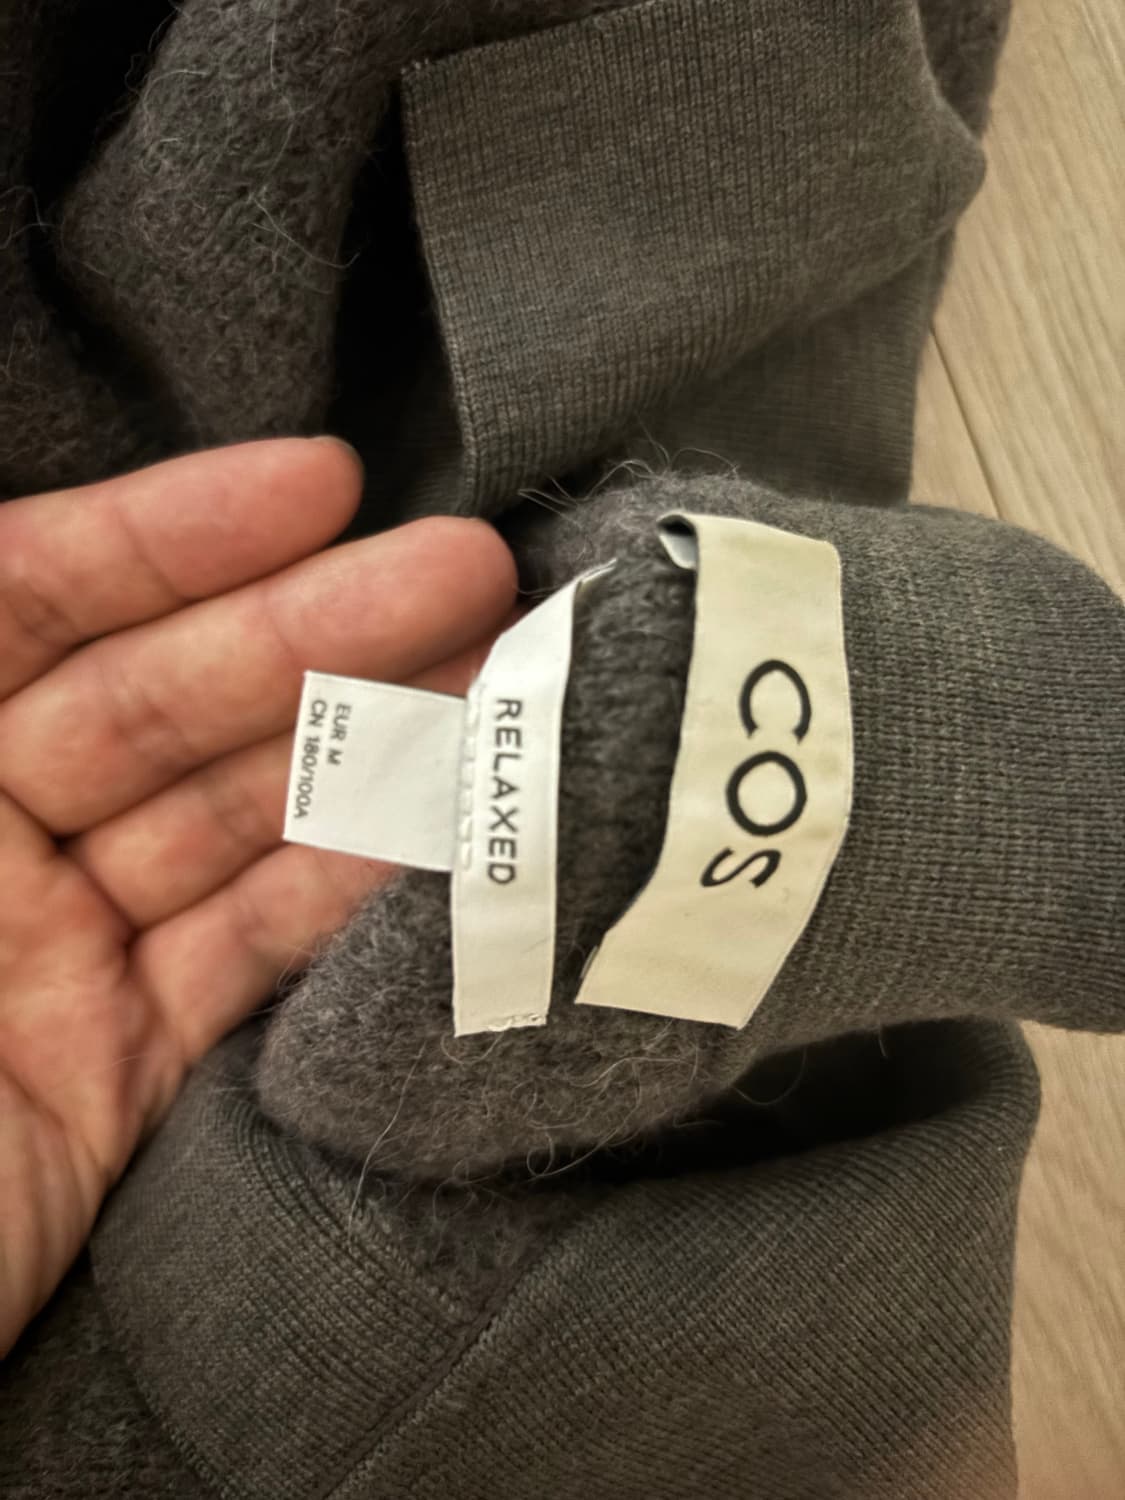 COS
RELAXED
EUR M
CN 180/100A